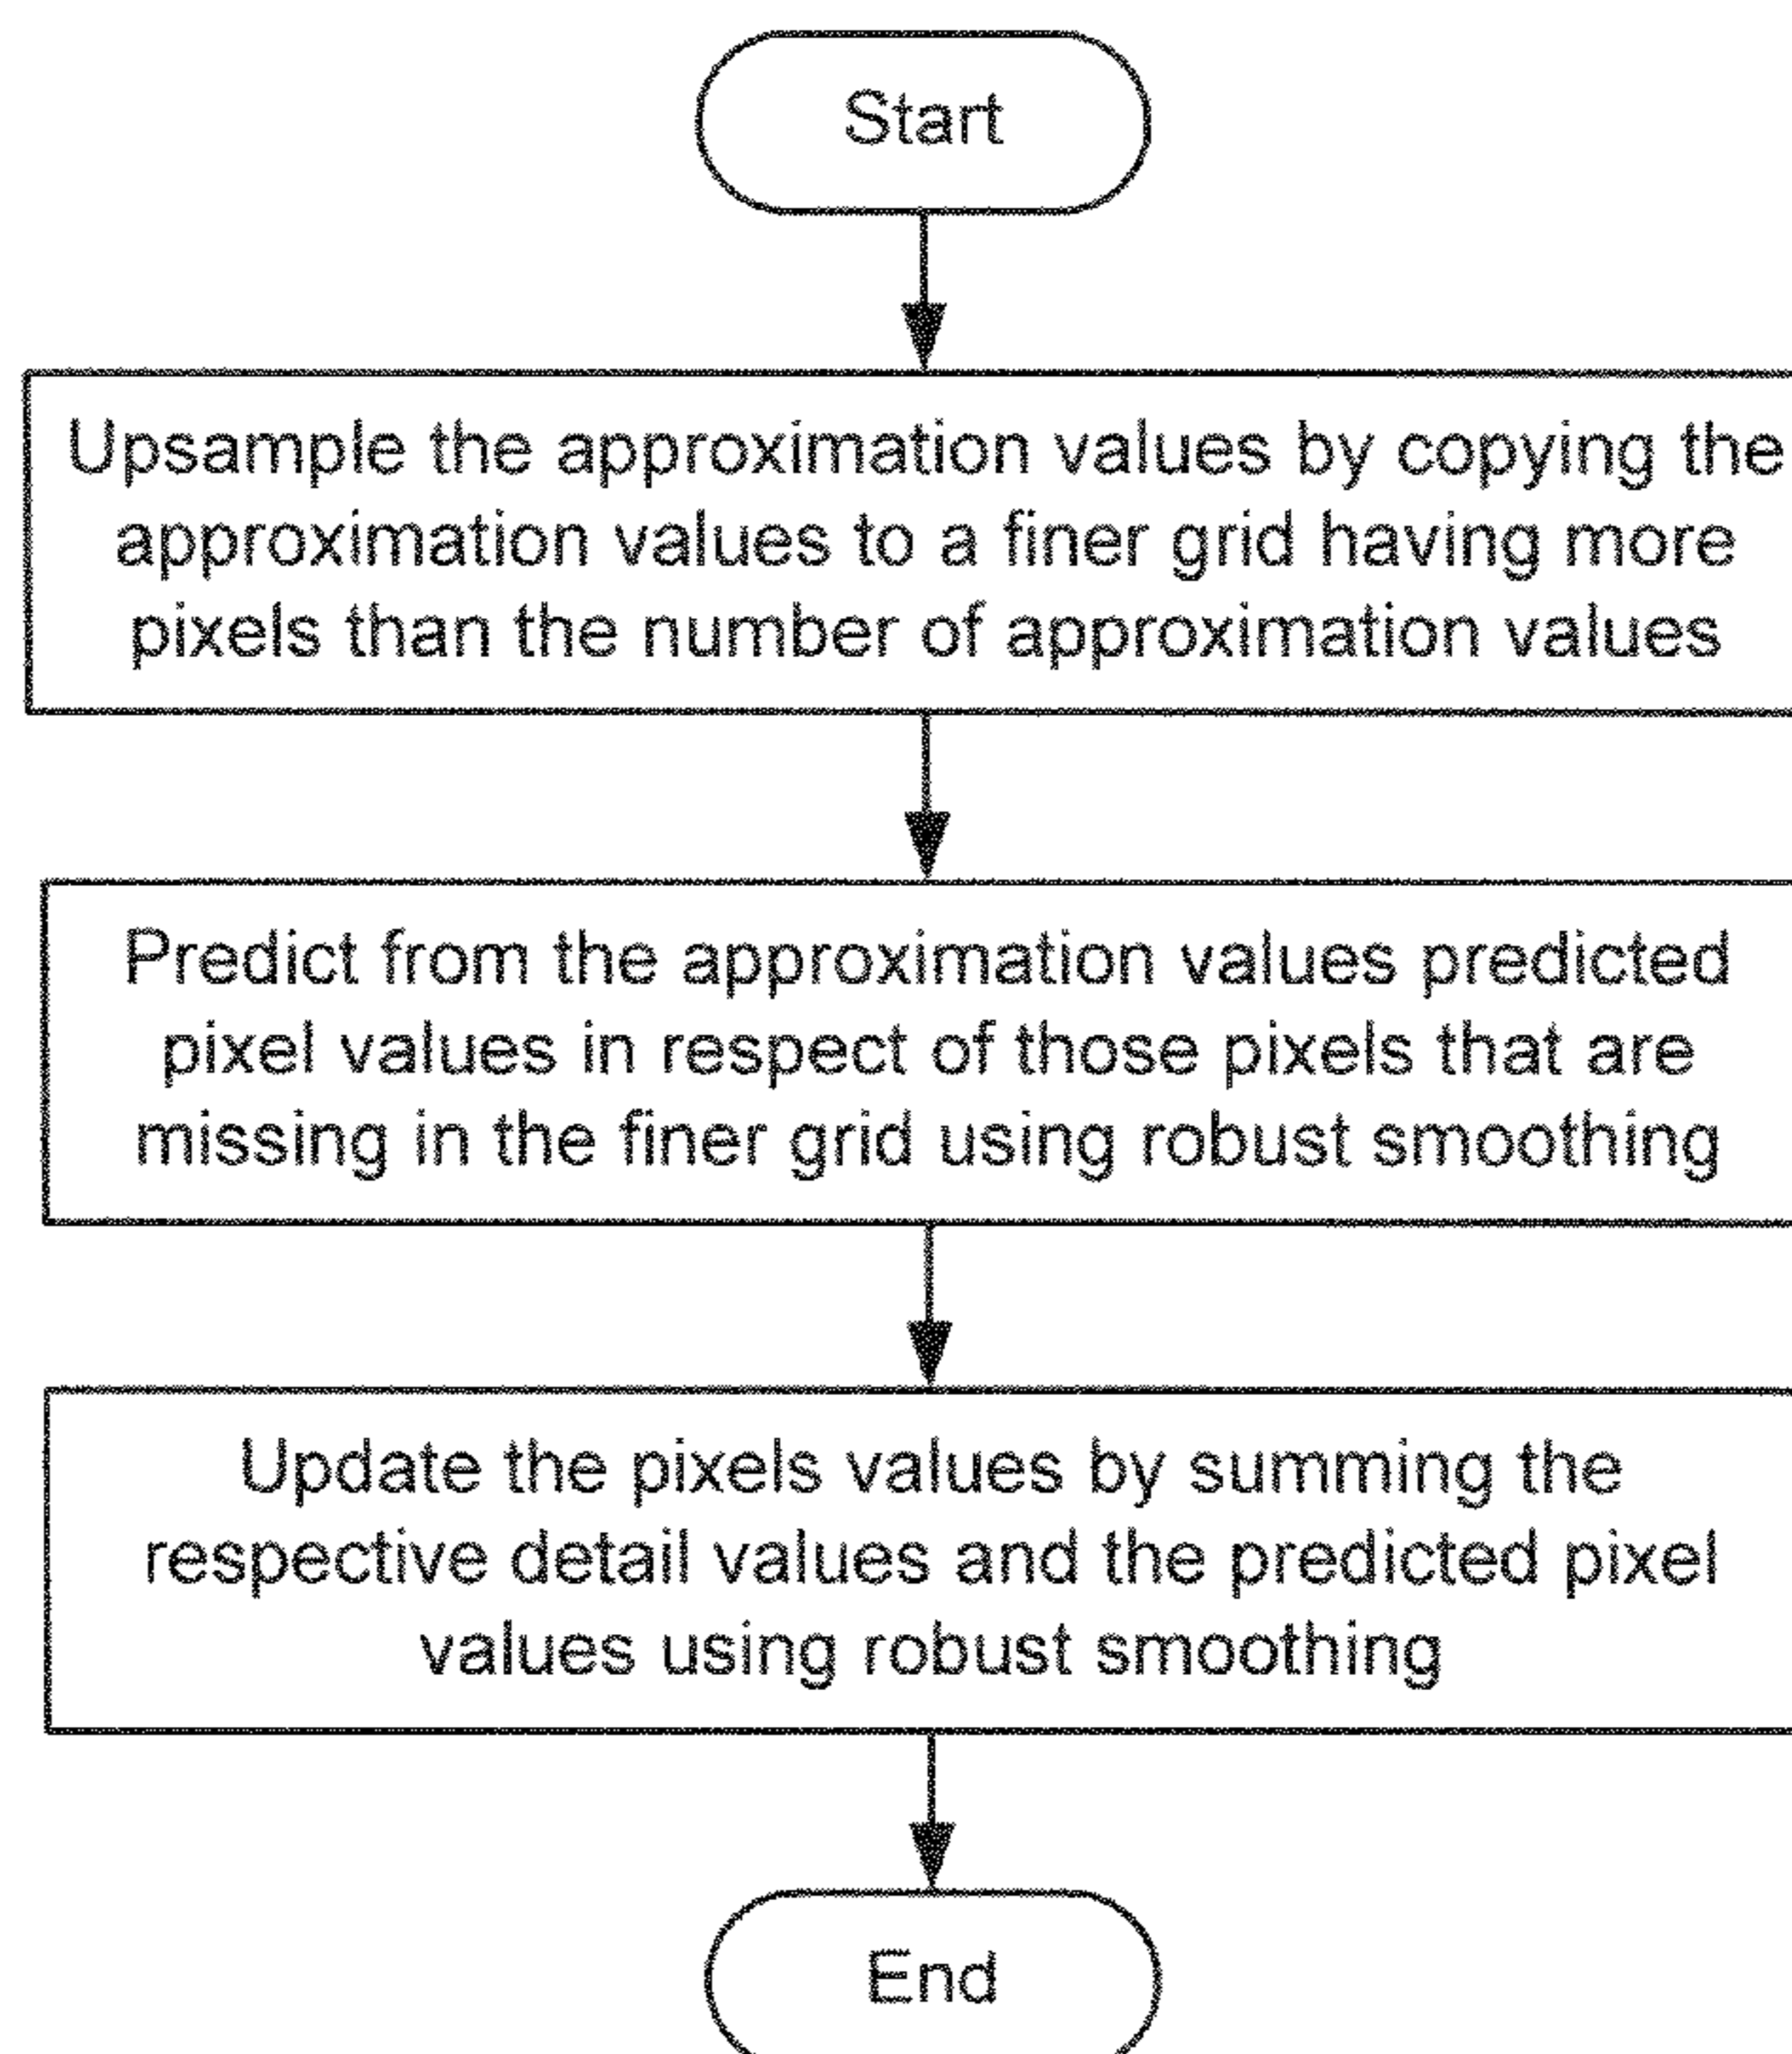 Start
Upsample the approximation values by copying the
approximation values to a finer grid having more
pixels than the number of approximation values
Predict from the approximation values predicted
pixel values in respect of those pixels that are
missing in the finer grid using robust smoothing
Update the pixels values by summing the
respective detail values and the predicted pixel
values using robust smoothing
End